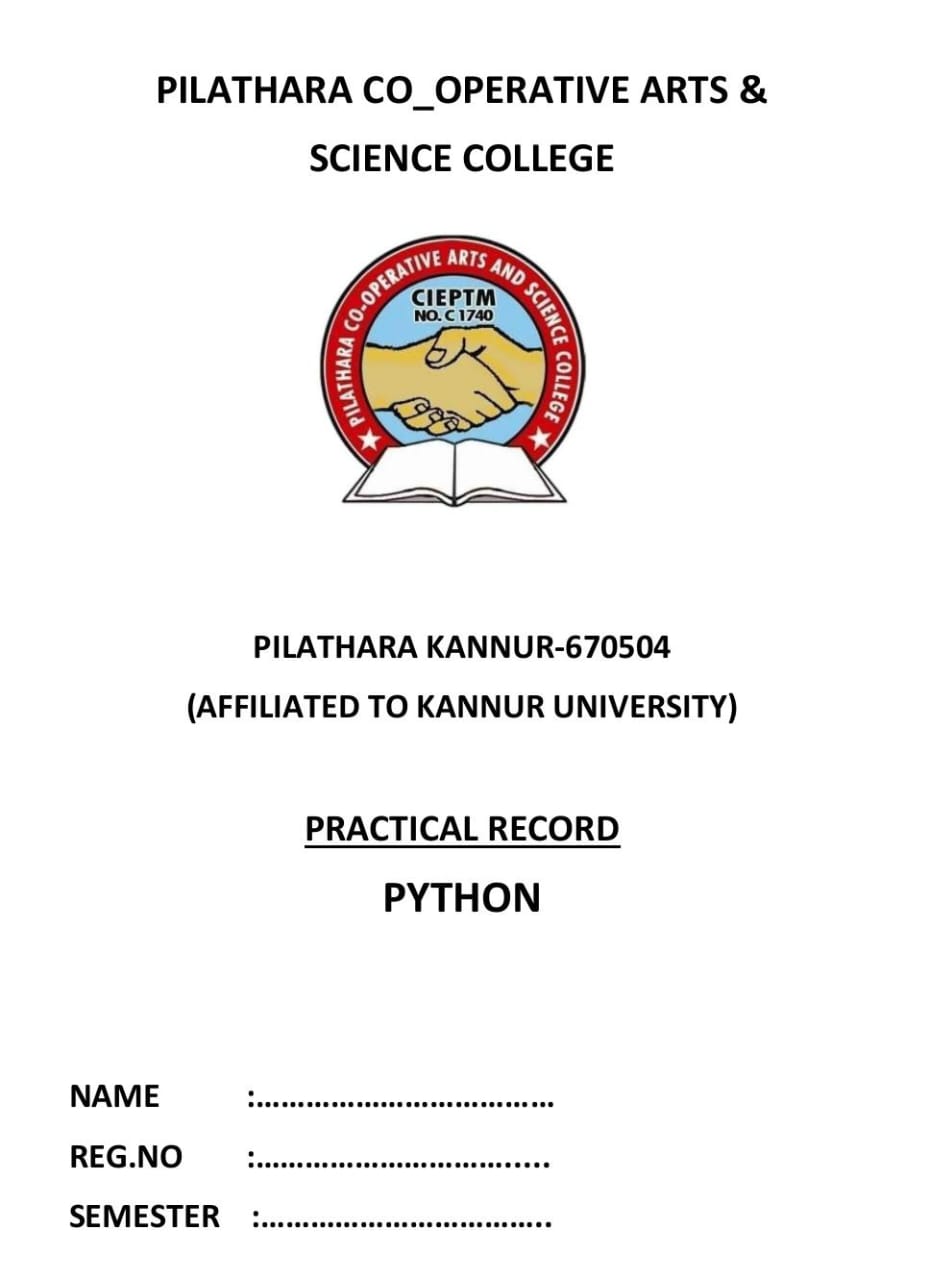 PILATHARA CO_OPERATIVE ARTS &
SCIENCE COLLEGE
PILATHARA CO-OPERATIVE ARTS AND SCIENCE COLLEGE
CIEPTM
NO. C 1740
PILATHARA KANNUR-670504
(AFFILIATED TO KANNUR UNIVERSITY)
PRACTICAL RECORD
PYTHON
NAME :………………………………
REG.NO :………………………….....
SEMESTER :……………………………..